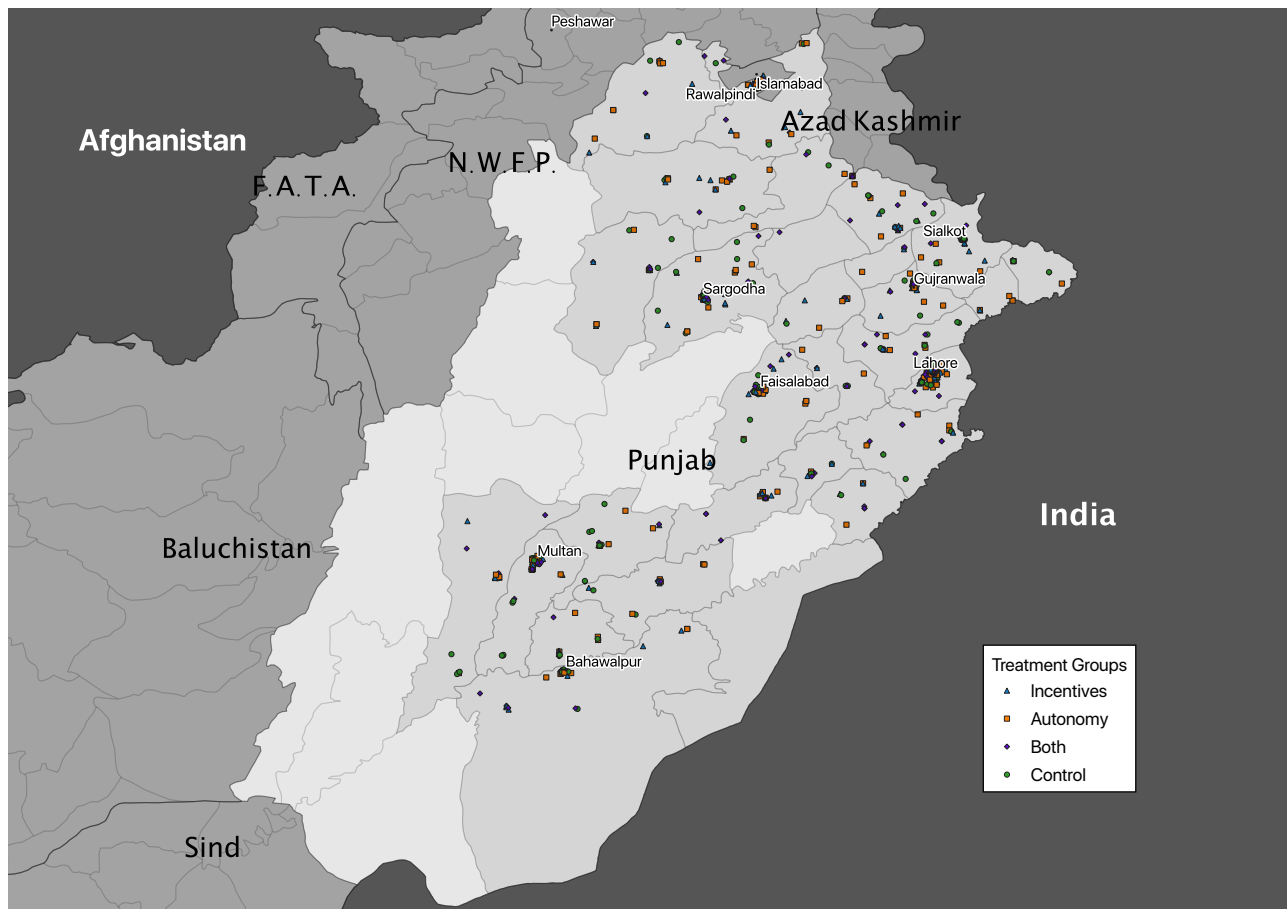 Peshawar
Islamabad
Rawalpindi
Azad Kashmir
Afghanistan
N.W.F.P.
F.A.T.A.
Sialkot
Gujranwala
Sargodha
Lahore
Faisalabad
Punjab
India
Baluchistan
Multan
Bahawalpur
Treatment Groups
Incentives
Autonomy
Both
Control
Sind